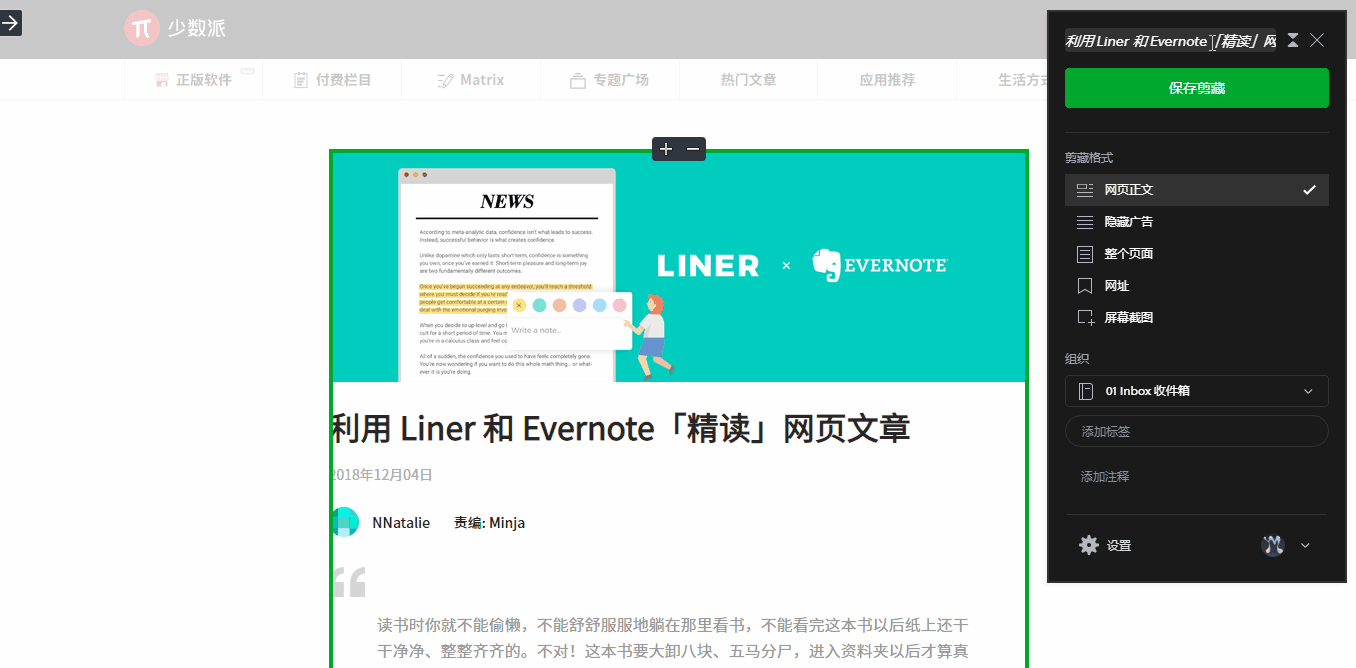 少数派
正版软件
付费栏目
Matrix
专题广场
热门文章
应用推荐
生活方式
NEWS
According to meta-analytic data, confidence isn't what leads to success.
Instead, successful behavior is what creates confidence.
Unlike dopamine which only lasts short-term, confidence is something
you own, once you've earned it. Short-term pleasure and long-term joy
are two fundamentally different outcomes.
Once you've begun succeeding at any endeavor, you'll reach a threshold
where you must decide if you're
people get comfortable at a certain
deal with the emotional purging
When you decide to up-level and go
cult for a short period of time. You
you're in a calculus class and feel
All of a sudden, the confidence you used to have feels completely gone.
You're now wondering if you want to do this whole math thing... or what-
ever it is you're doing.
Write a note..
LINER × EVERNOTE
利用 Liner 和 Evernote「精读」网页文章
2018年12月04日
NNatalie 责编: Minja
读书时你就不能偷懒，不能舒舒服服地躺在那里看书，不能看完这本书以后纸上还干
干净净、整整齐齐的。不对！这本书要大卸八块、五马分尸，进入资料夹以后才算真
利用 Liner 和 Evernote「精读」网
保存剪藏
剪藏格式
网页正文
隐藏广告
整个页面
网址
屏幕截图
组织
01 Inbox 收件箱
添加标签
添加注释
设置